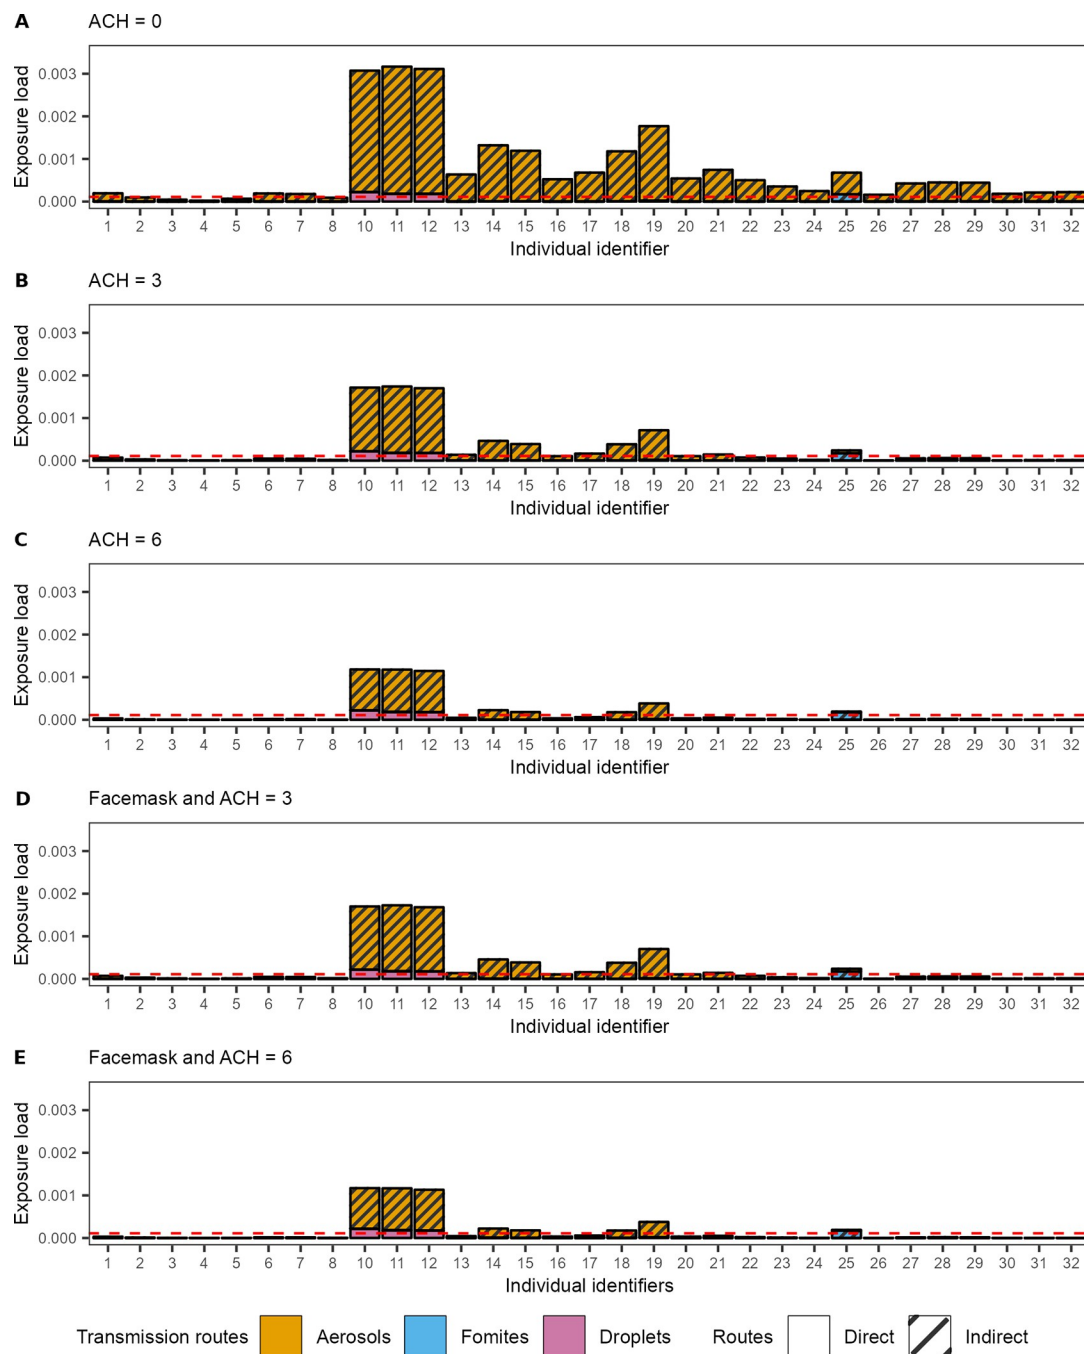 A ACH = 0
Exposure load
0.003
0.002
0.001
0.000
1 2 3 4 5 6 7 8 10 11 12 13 14 15 16 17 18 19 20 21 22 23 24 25 26 27 28 29 30 31 32
Individual identifier
B ACH = 3
Exposure load
0.003
0.002
0.001
0.000
1 2 3 4 5 6 7 8 10 11 12 13 14 15 16 17 18 19 20 21 22 23 24 25 26 27 28 29 30 31 32
Individual identifier
C ACH = 6
Exposure load
0.003
0.002
0.001
0.000
1 2 3 4 5 6 7 8 10 11 12 13 14 15 16 17 18 19 20 21 22 23 24 25 26 27 28 29 30 31 32
Individual identifier
D Facemask and ACH = 3
Exposure load
0.003
0.002
0.001
0.000
1 2 3 4 5 6 7 8 10 11 12 13 14 15 16 17 18 19 20 21 22 23 24 25 26 27 28 29 30 31 32
Individual identifier
E Facemask and ACH = 6
Exposure load
0.003
0.002
0.001
0.000
1 2 3 4 5 6 7 8 10 11 12 13 14 15 16 17 18 19 20 21 22 23 24 25 26 27 28 29 30 31 32
Individual identifiers
Transmission routes Aerosols Fomites Droplets Routes Direct Indirect